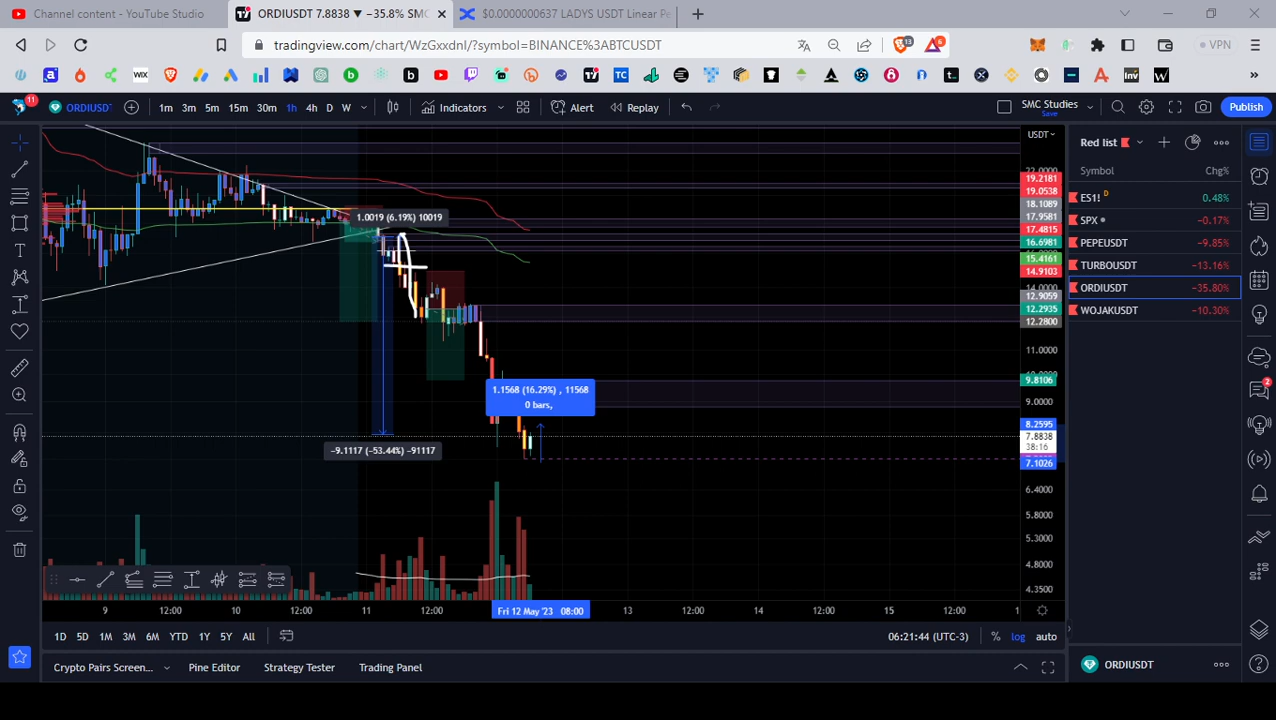 Channel content - YouTube Studio
ORDIUSDT 7.8838 ▼ −35.8% SMC
$0.0000000637 LADYS USDT Linear Pe
tradingview.com/chart/WzGxxdnI/?symbol=BINANCE%3ABTCUSDT
13
6
VPN
11
ORDIUSDT
1m 3m 5m 15m 30m 1h 4h D W
Indicators
Alert
Replay
SMC Studies
Save
Publish
USDT
Red list
Symbol Chg%
ES1! D 0.48%
SPX −0.17%
PEPEUSDT −9.85%
TURBOUSDT −13.16%
ORDIUSDT −35.80%
WOJAKUSDT −10.30%
19.2181
19.0538
18.1089
17.9581
17.4815
16.6981
15.4161
14.9103
14.0000
12.9059
12.2935
12.2800
11.0000
9.8106
9.0000
8.2595
7.8838
38:16
7.1026
6.4000
5.8000
5.3000
4.8000
4.3500
1.0019 (6.19%) 10019
1.1568 (16.29%) , 11568
0 bars,
-9.1117 (−53.44%) −91117
9 12:00 10 12:00 11 12:00 Fri 12 May '23 08:00 13 12:00 14 12:00 15 12:00 1
1D 5D 1M 3M 6M YTD 1Y 5Y All
06:21:44 (UTC-3)
% log auto
Crypto Pairs Screen...
Pine Editor
Strategy Tester
Trading Panel
ORDIUSDT
2